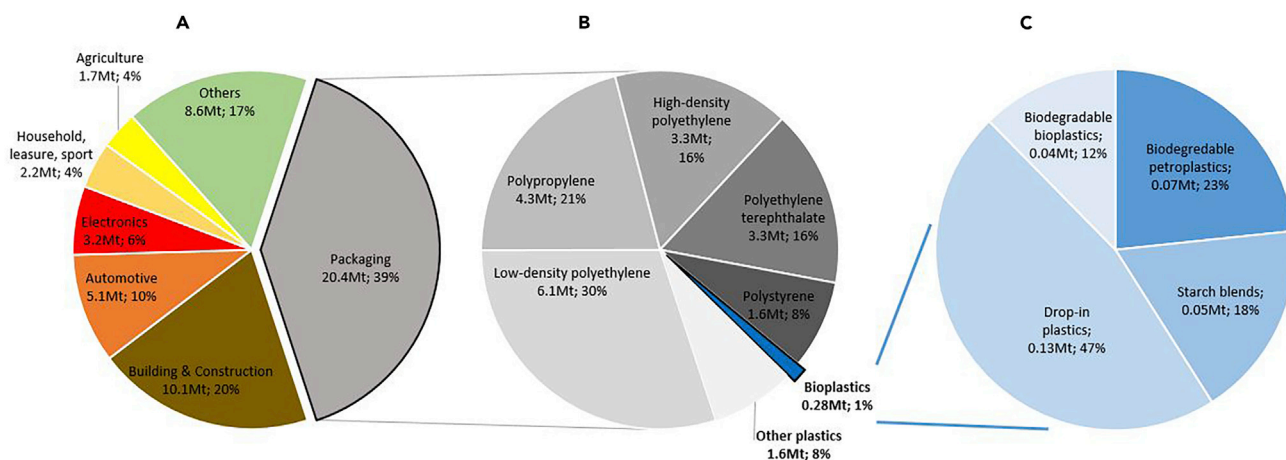 A
Agriculture
1.7Mt; 4%
Others
8.6Mt; 17%
Household,
leasure, sport
2.2Mt; 4%
Electronics
3.2Mt; 6%
Automotive
5.1Mt; 10%
Building & Construction
10.1Mt; 20%
Packaging
20.4Mt; 39%
B
High-density
polyethylene
3.3Mt;
16%
Polypropylene
4.3Mt; 21%
Polyethylene
terephthalate
3.3Mt; 16%
Low-density polyethylene
6.1Mt; 30%
Polystyrene
1.6Mt; 8%
Bioplastics
0.28Mt; 1%
Other plastics
1.6Mt; 8%
C
Biodegradable
bioplastics;
0.04Mt; 12%
Biodegredable
petroplastics;
0.07Mt; 23%
Starch blends;
0.05Mt; 18%
Drop-in
plastics;
0.13Mt; 47%